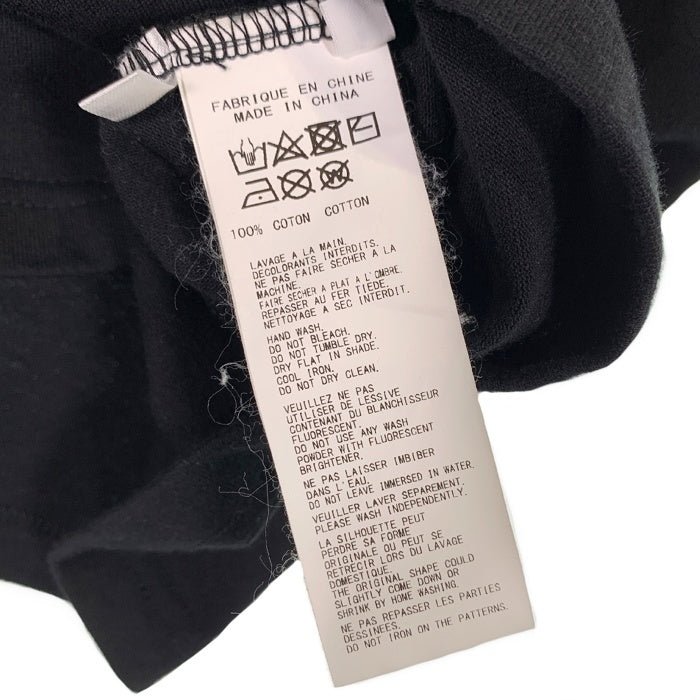 FABRIQUE EN CHINE
MADE IN CHINA
100% COTON COTTON
LAVAGE A LA MAIN.
DECOLORANTS INTERDITS.
NE PAS FAIRE SECHER A LA
MACHINE.
FAIRE SECHER A PLAT A L'OMBRE.
REPASSER AU FER TIEDE.
NETTOYAGE A SEC INTERDIT.
HAND WASH.
DO NOT BLEACH.
DO NOT TUMBLE DRY.
DRY FLAT IN SHADE.
COOL IRON.
DO NOT DRY CLEAN.
VEUILLEZ NE PAS
UTILISER DE LESSIVE
CONTENANT DU BLANCHISSEUR
FLUORESCENT.
DO NOT USE ANY WASH
POWDER WITH FLUORESCENT
BRIGHTENER.
NE PAS LAISSER IMBIBER
DANS L'EAU.
DO NOT LEAVE IMMERSED IN WATER.
VEUILLER LAVER SEPAREMENT.
PLEASE WASH INDEPENDENTLY.
LA SILHOUETTE PEUT
PERDRE SA FORME
ORIGINALE OU PEUT SE
RETRECIR LORS DU LAVAGE
DOMESTIQUE.
THE ORIGINAL SHAPE COULD
SLIGHTLY COME DOWN OR
SHRINK BY HOME WASHING.
NE PAS REPASSER LES PARTIES
DESSINEES.
DO NOT IRON ON THE PATTERNS.